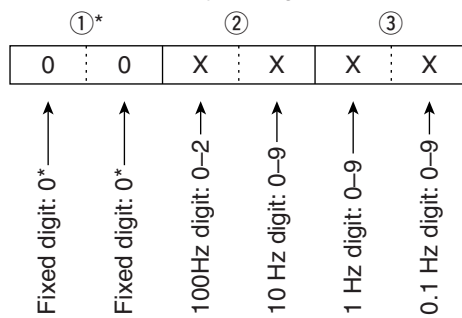 ①* ② ③
0 0 X X X X
Fixed digit: 0*
Fixed digit: 0*
100Hz digit: 0–2
10 Hz digit: 0–9
1 Hz digit: 0–9
0.1 Hz digit: 0–9